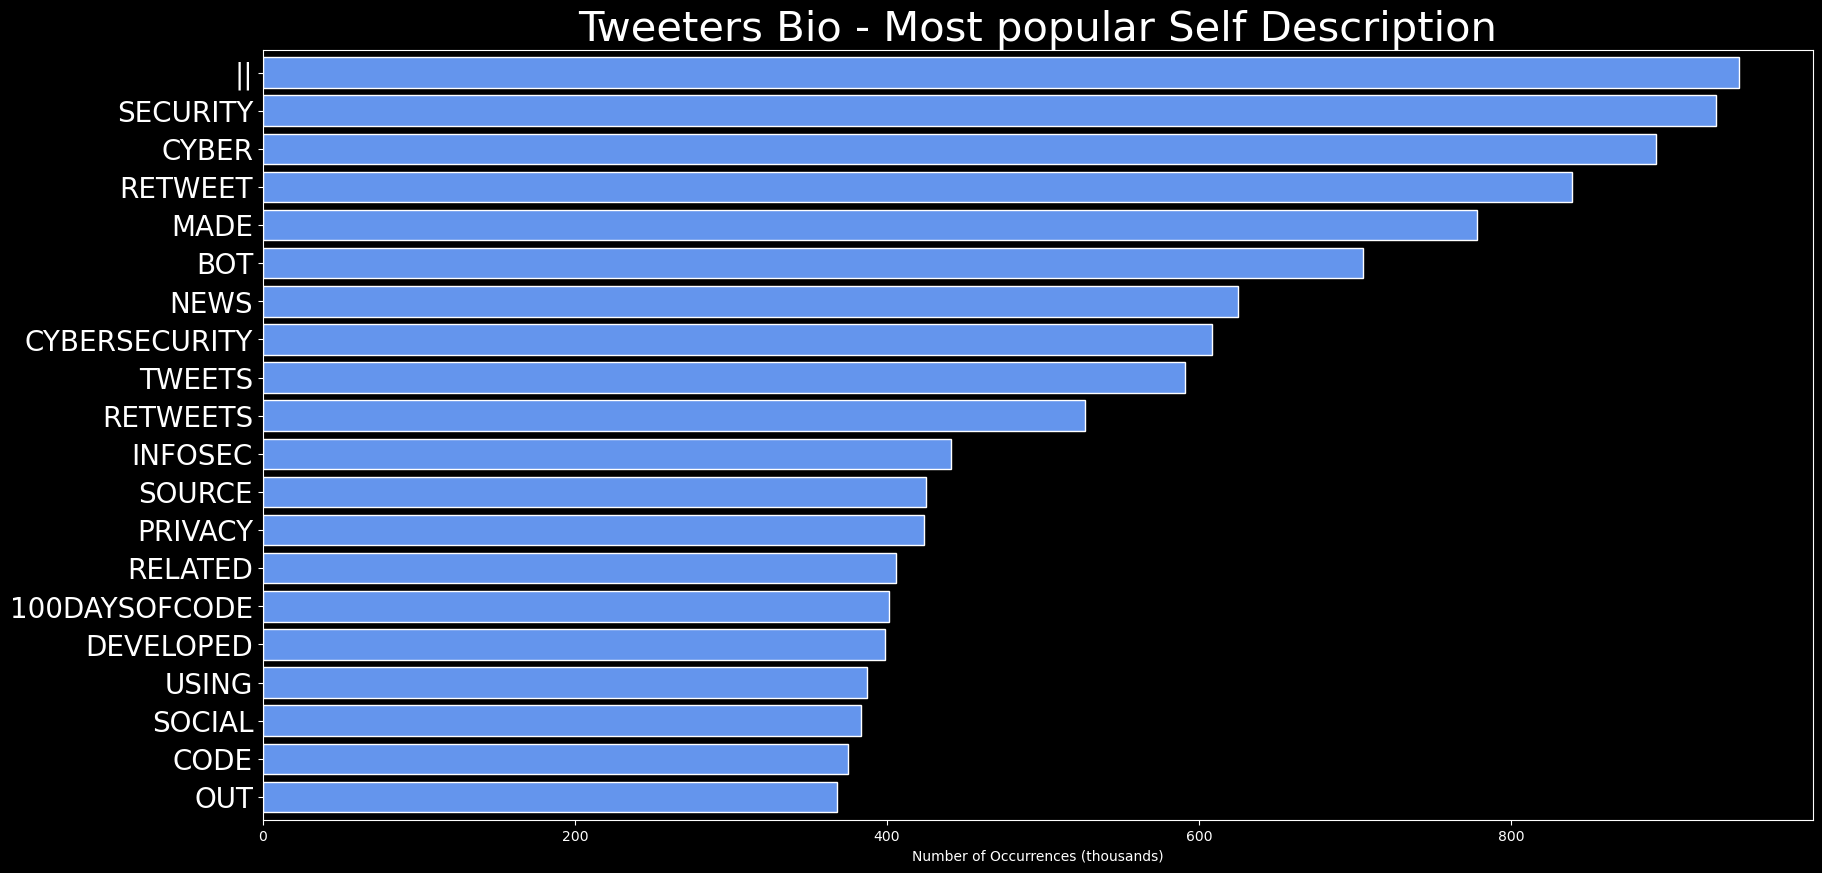 Tweeters Bio - Most popular Self Description
||
SECURITY
CYBER
RETWEET
MADE
BOT
NEWS
CYBERSECURITY
TWEETS
RETWEETS
INFOSEC
SOURCE
PRIVACY
RELATED
100DAYSOFCODE
DEVELOPED
USING
SOCIAL
CODE
OUT
0 200 400 600 800
Number of Occurrences (thousands)